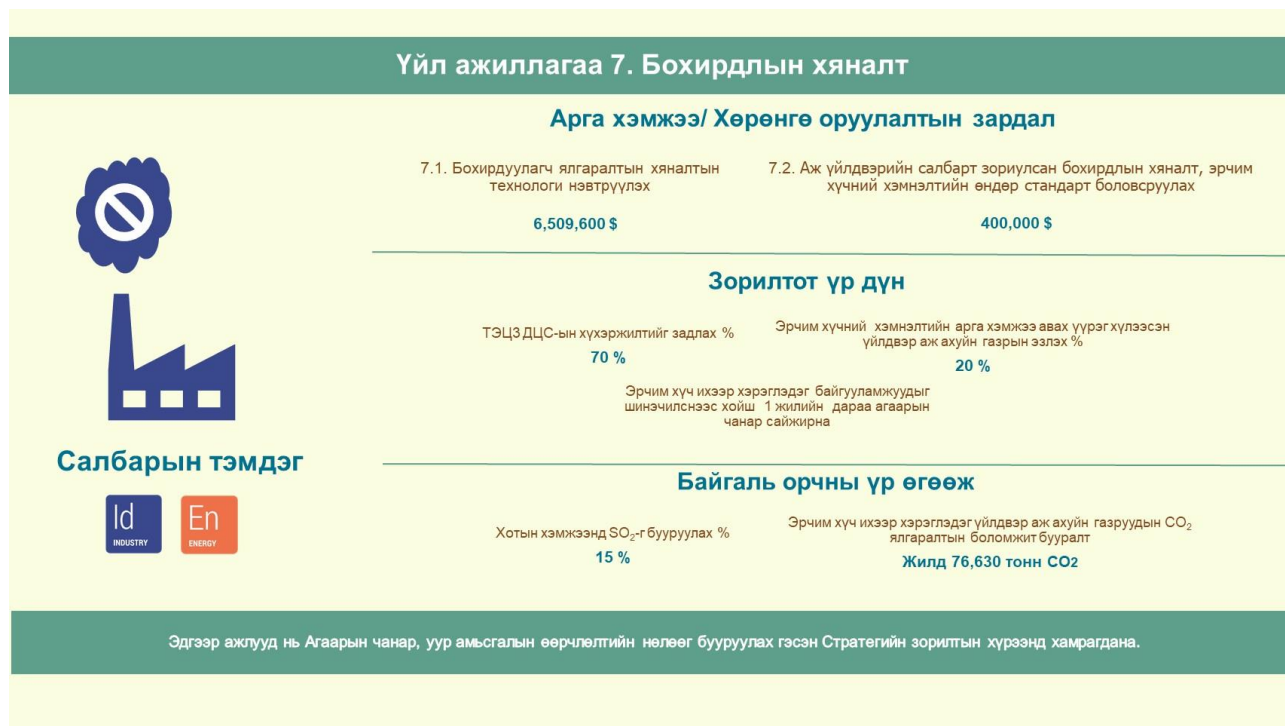 Үйл ажиллагаа 7. Бохирдлын хяналт
Арга хэмжээ/ Хөрөнгө оруулалтын зардал
7.1. Бохирдуулагч ялгаралтын хяналтын
технологи нэвтрүүлэх
6,509,600 $
7.2. Аж үйлдвэрийн салбарт зориулсан бохирдлын хяналт, эрчим
хүчний хэмнэлтийн өндөр стандарт боловсруулах
400,000 $
Зорилтот үр дүн
ТЭЦ3 ДЦС-ын хүхэржилтийг задлах %
70 %
Эрчим хүчний хэмнэлтийн арга хэмжээ авах үүрэг хүлээсэн
үйлдвэр аж ахуйн газрын эзлэх %
20 %
Эрчим хүч ихээр хэрэглэдэг байгууламжуудыг
шинэчилснээс хойш 1 жилийн дараа агаарын
чанар сайжирна
Салбарын тэмдэг
Id
INDUSTRY
En
ENERGY
Байгаль орчны үр өгөөж
Хотын хэмжээнд SO₂-г бууруулах %
15 %
Эрчим хүч ихээр хэрэглэдэг үйлдвэр аж ахуйн газруудын CO₂
ялгаралтын боломжит бууралт
Жилд 76,630 тонн CO2
Эдгээр ажлууд нь Агаарын чанар, уур амьсгалын өөрчлөлтийн нөлөөг бууруулах гэсэн Стратегийн зорилтын хүрээнд хамрагдана.